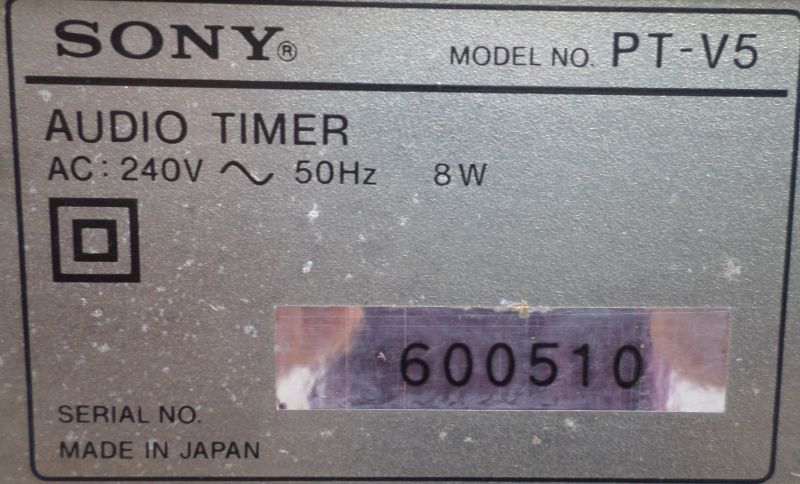 SONY® MODEL NO. PT-V5
AUDIO TIMER
AC: 240V ~ 50Hz 8W
600510
SERIAL NO.
MADE IN JAPAN